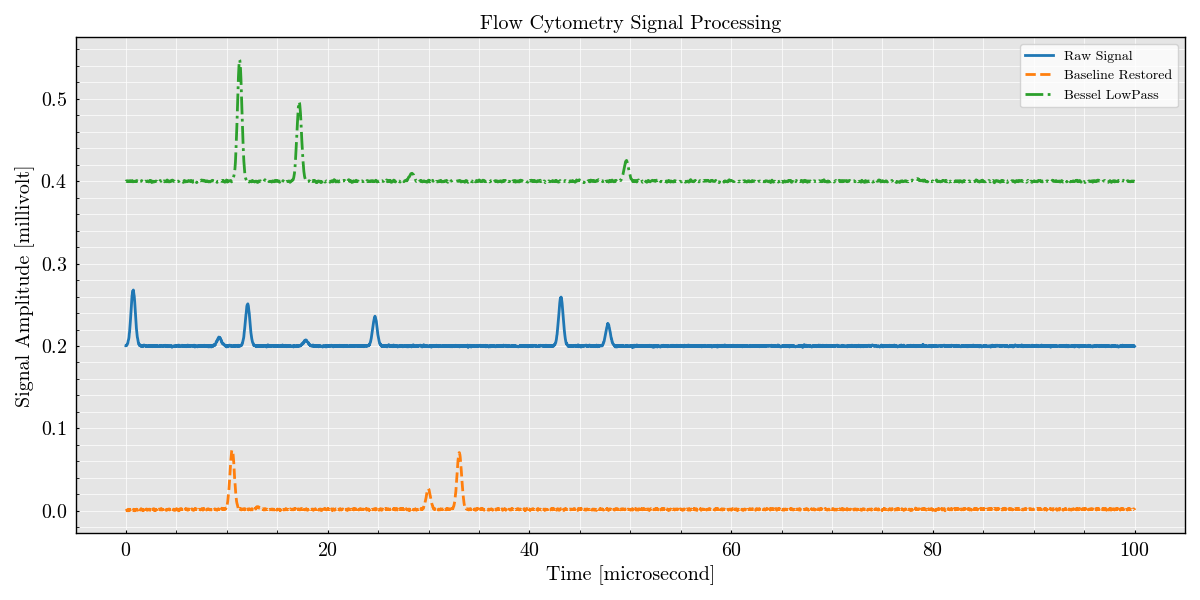 Flow Cytometry Signal Processing
Raw Signal
Baseline Restored
Bessel LowPass
Signal Amplitude [millivolt]
0.5
0.4
0.3
0.2
0.1
0.0
0 20 40 60 80 100
Time [microsecond]